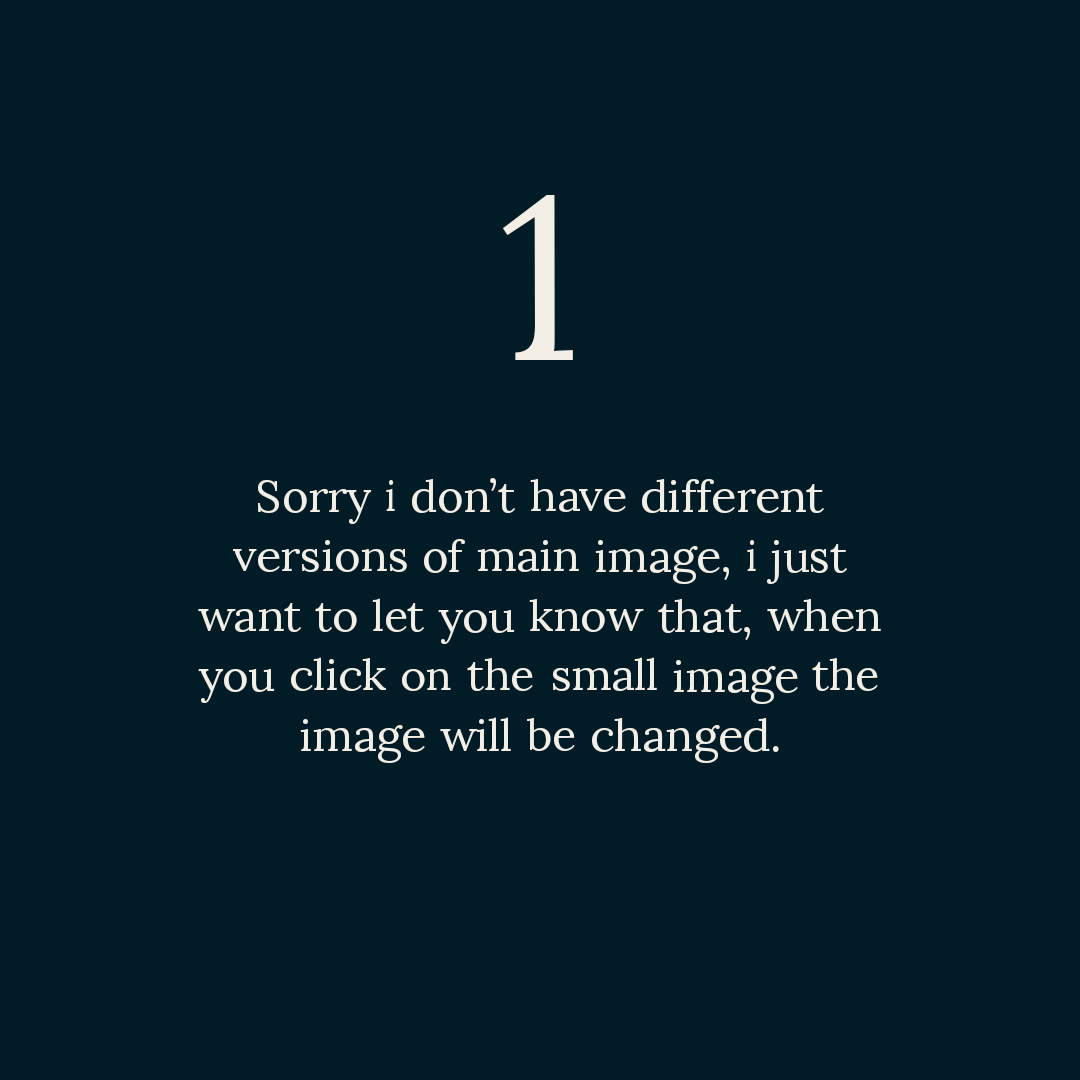 1
Sorry i don’t have different
versions of main image, i just
want to let you know that, when
you click on the small image the
image will be changed.